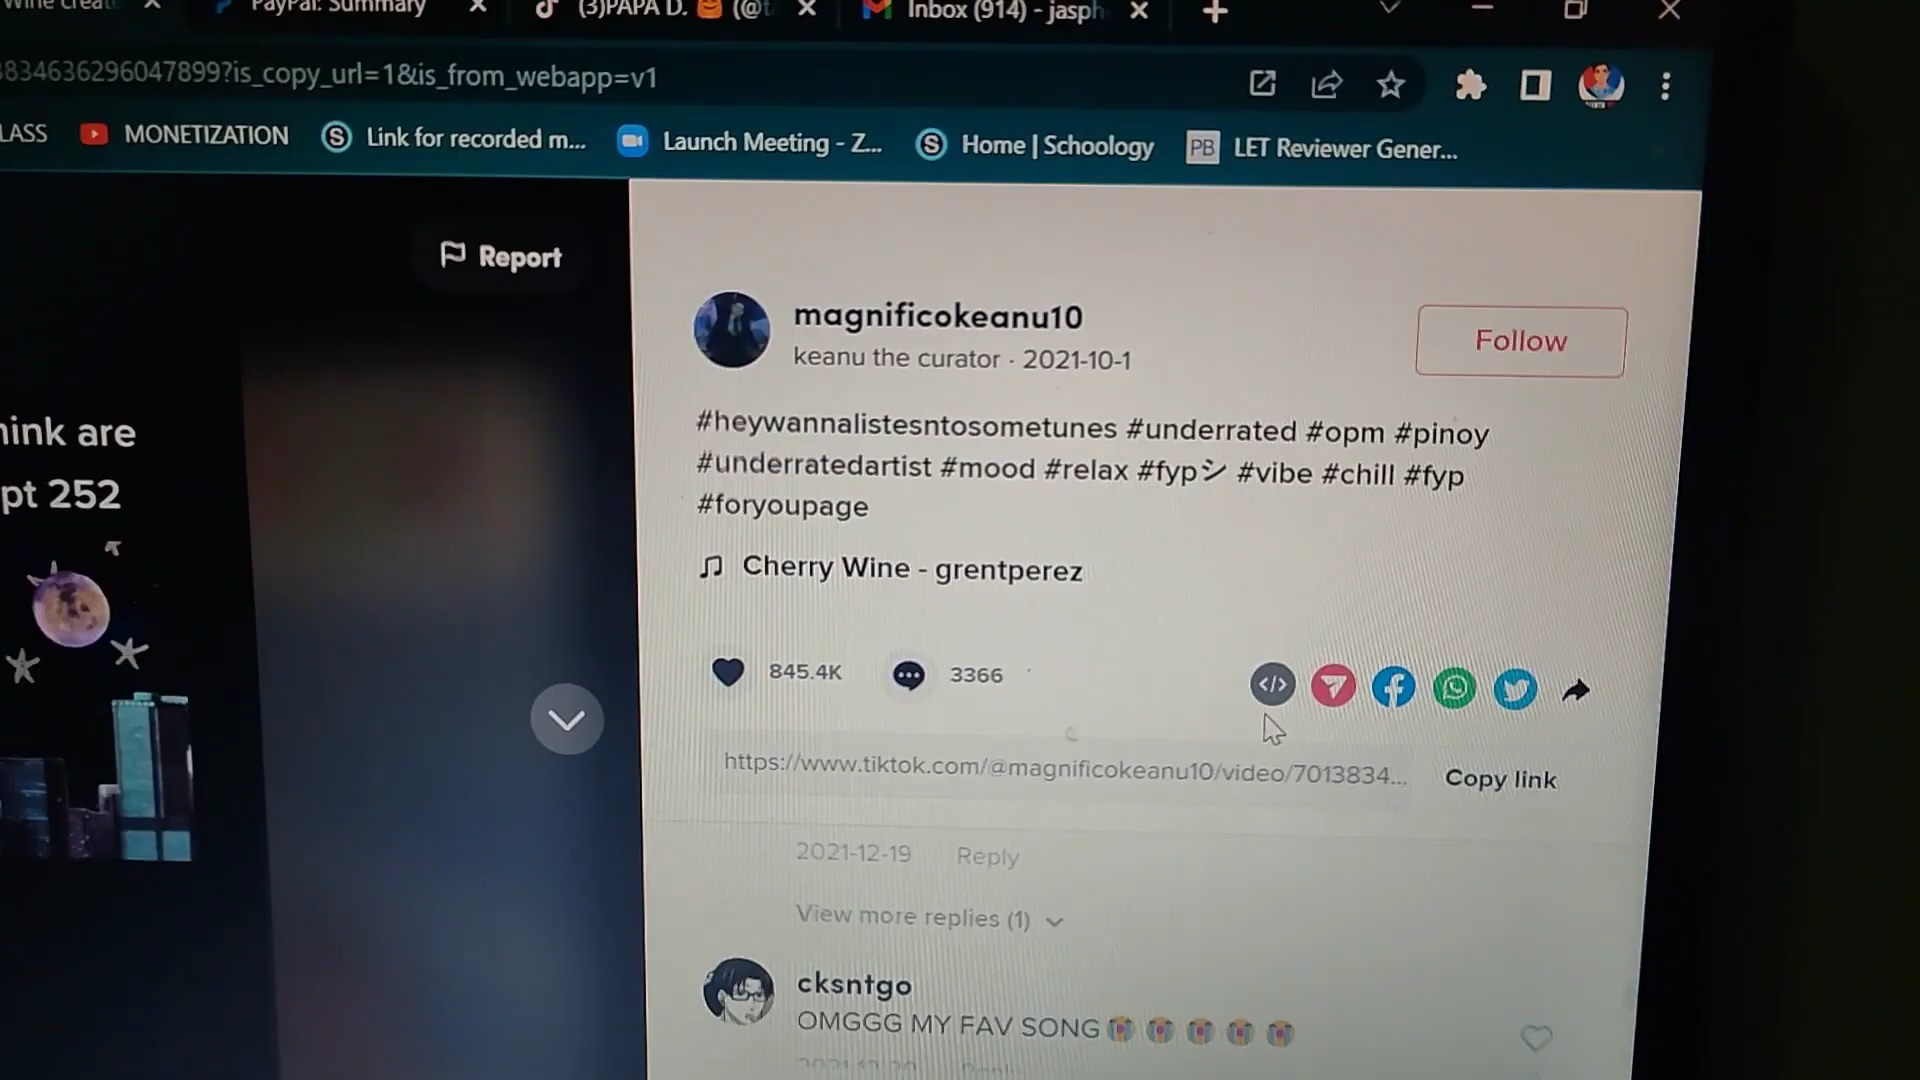 PayPal: Summary
(3)PAPA D. 🤗 (@t
Inbox (914) - jasph
834636296047899?is_copy_url=1&is_from_webapp=v1
LASS
MONETIZATION
Link for recorded m...
Launch Meeting - Z...
Home | Schoology
PB LET Reviewer Gener...
Report
magnificokeanu10
keanu the curator · 2021-10-1
Follow
hink are
pt 252
#heywannalistesntosometunes #underrated #opm #pinoy
#underratedartist #mood #relax #fypシ #vibe #chill #fyp
#foryoupage
Cherry Wine - grentperez
845.4K
3366
https://www.tiktok.com/@magnificokeanu10/video/7013834...
Copy link
2021-12-19 Reply
View more replies (1)
cksntgo
OMGGG MY FAV SONG 😭 😭 😭 😭 😭